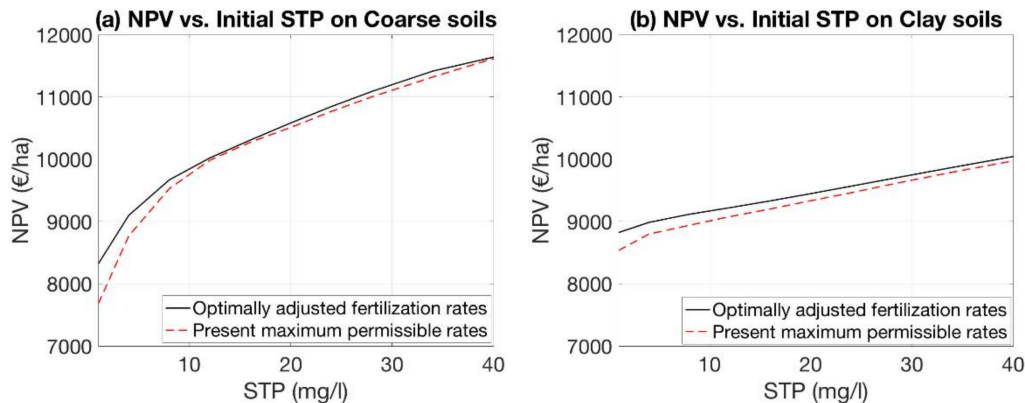 (a) NPV vs. Initial STP on Coarse soils
12000
11000
10000
9000
8000
7000
NPV (€/ha)
10
20
30
40
STP (mg/l)
Optimally adjusted fertilization rates
Present maximum permissible rates
(b) NPV vs. Initial STP on Clay soils
12000
11000
10000
9000
8000
7000
NPV (€/ha)
10
20
30
40
STP (mg/l)
Optimally adjusted fertilization rates
Present maximum permissible rates